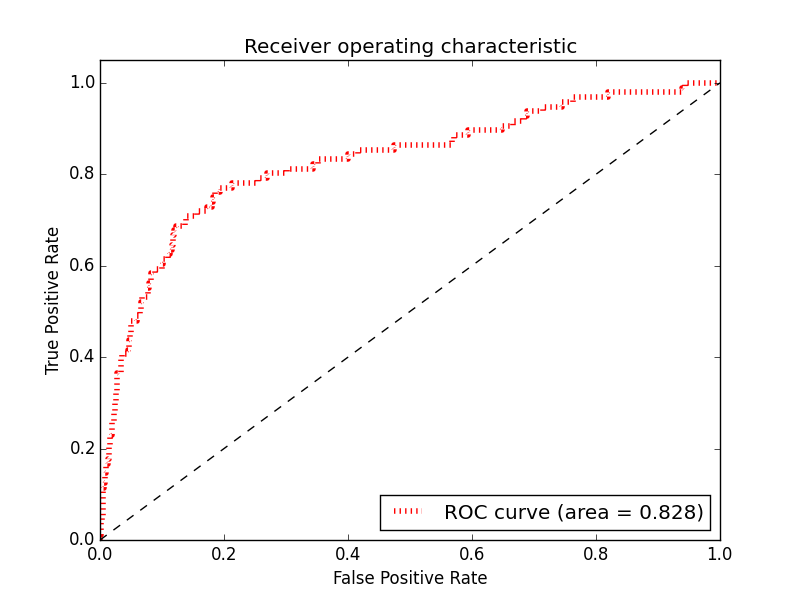 Receiver operating characteristic
True Positive Rate
1.0
0.8
0.6
0.4
0.2
0.0
ROC curve (area = 0.828)
0.0 0.2 0.4 0.6 0.8 1.0
False Positive Rate